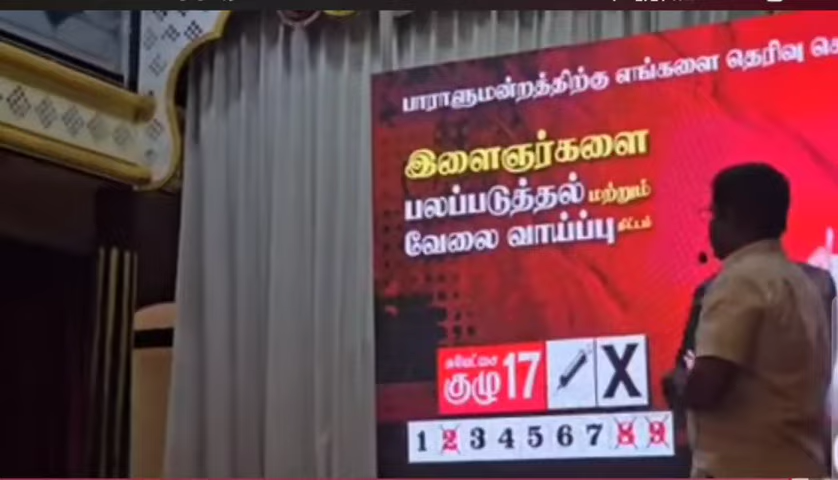 பாராளுமன்றத்திற்கு எங்களை தெரிவு
இளைஞர்களை
பலப்படுத்தல் மற்றும்
வேலை வாய்ப்பு திட்டம்
சுயேட்சை
குழு 17 X
1 2 3 4 5 6 7 8 9